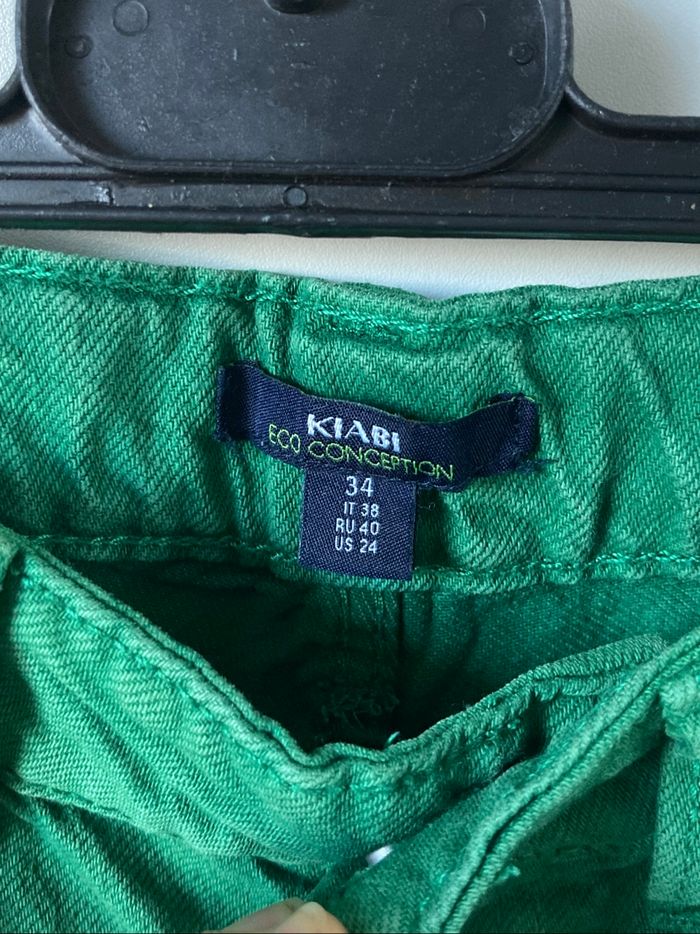 KIABI
ECO CONCEPTION
34
IT 38
RU 40
US 24